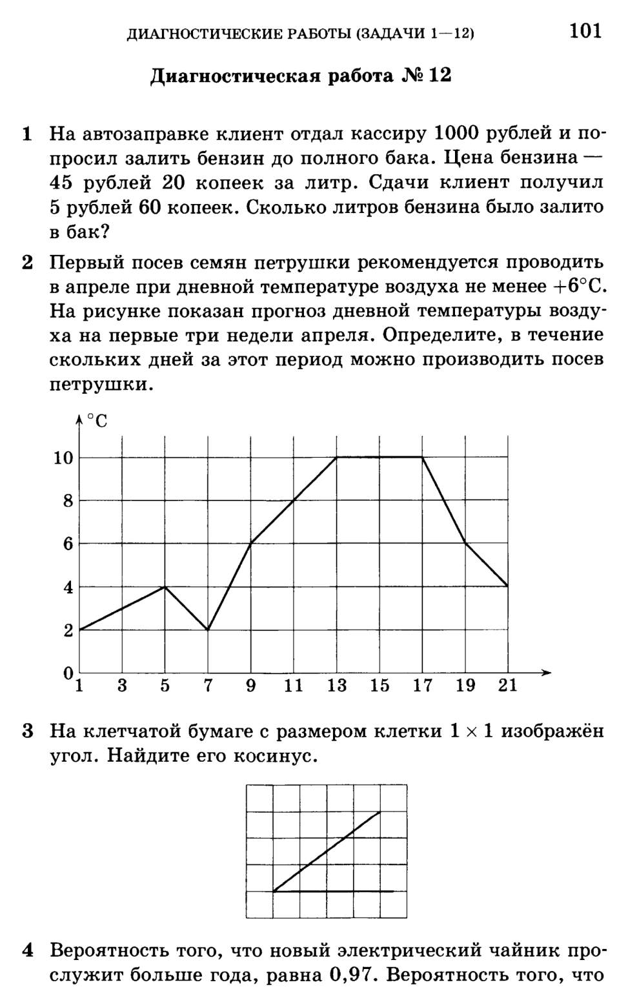 ДИАГНОСТИЧЕСКИЕ РАБОТЫ (ЗАДАЧИ 1—12) 101
Диагностическая работа № 12
1 На автозаправке клиент отдал кассиру 1000 рублей и по-
просил залить бензин до полного бака. Цена бензина —
45 рублей 20 копеек за литр. Сдачи клиент получил
5 рублей 60 копеек. Сколько литров бензина было залито
в бак?
2 Первый посев семян петрушки рекомендуется проводить
в апреле при дневной температуре воздуха не менее +6°C.
На рисунке показан прогноз дневной температуры возду-
ха на первые три недели апреля. Определите, в течение
скольких дней за этот период можно производить посев
петрушки.
°C
10
8
6
4
2
0
1 3 5 7 9 11 13 15 17 19 21
3 На клетчатой бумаге с размером клетки 1 × 1 изображён
угол. Найдите его косинус.
4 Вероятность того, что новый электрический чайник про-
служит больше года, равна 0,97. Вероятность того, что